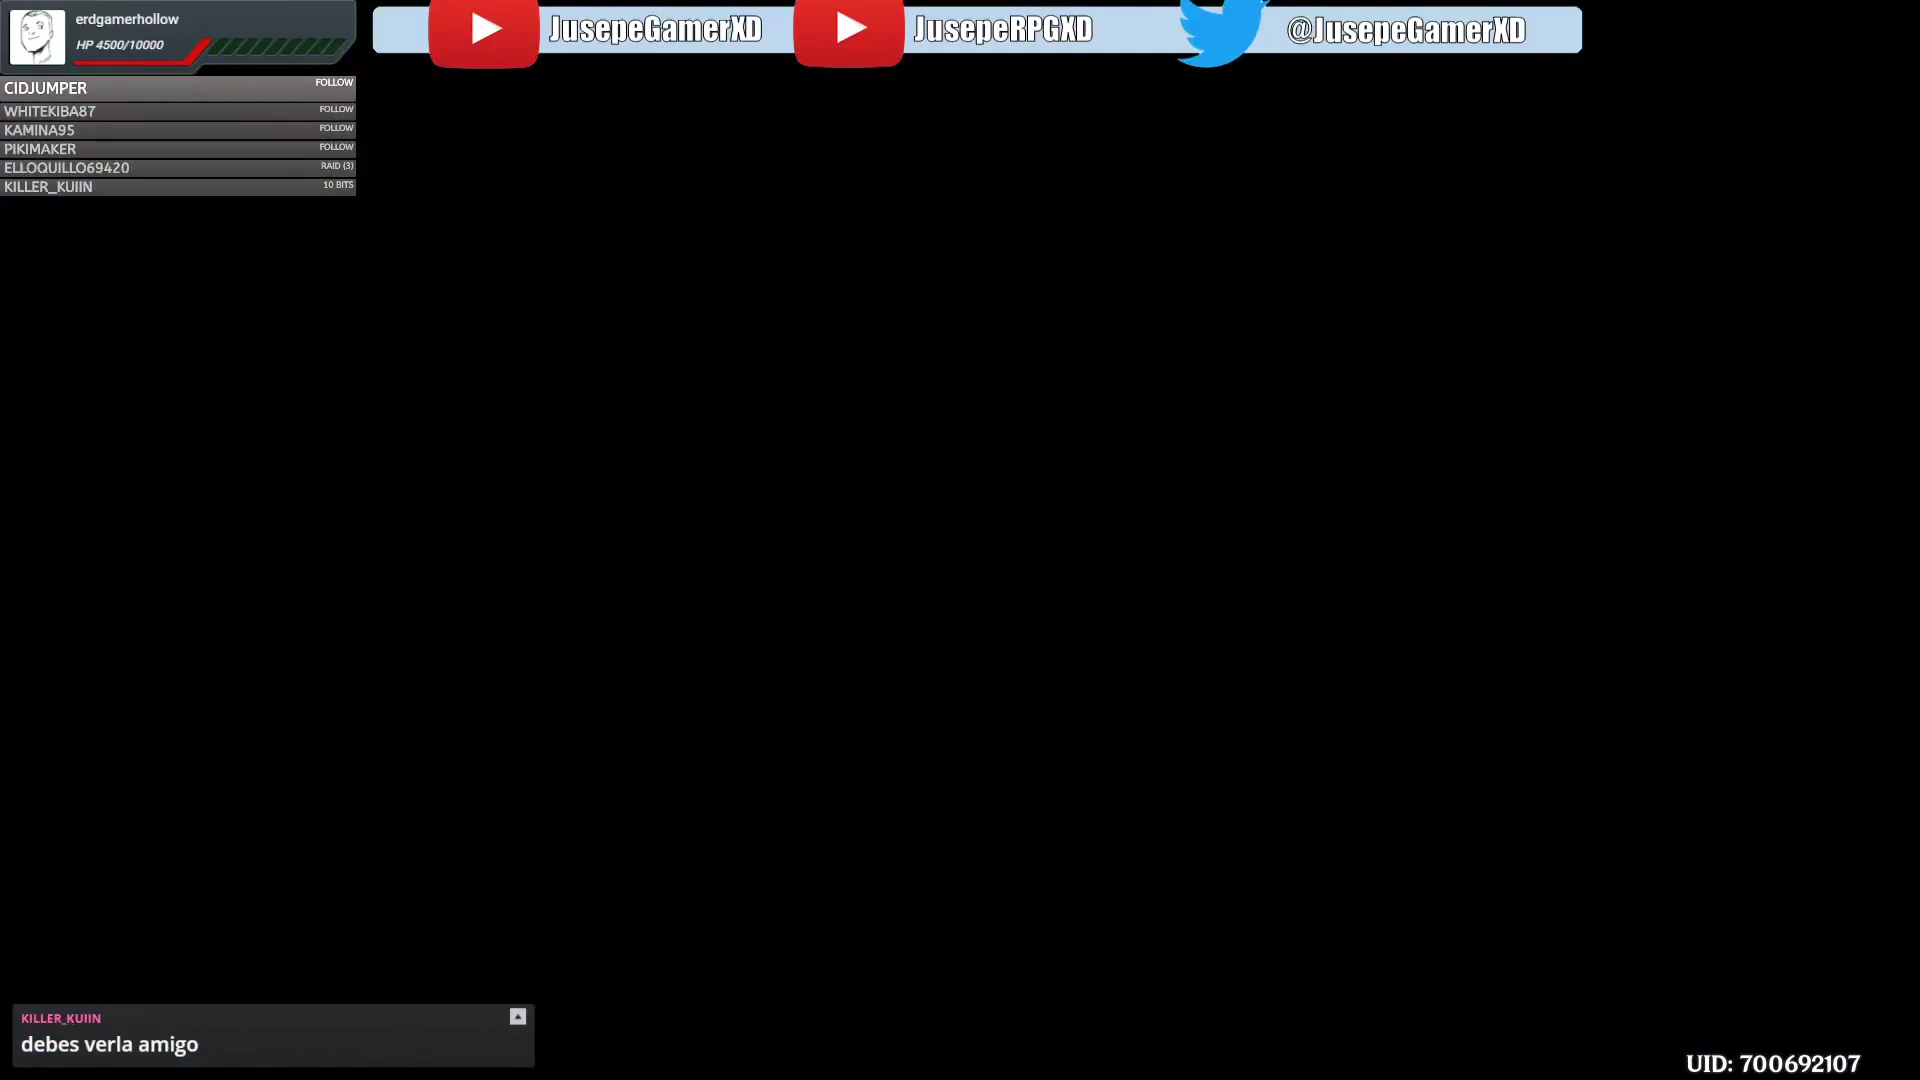 erdgamerhollow
HP 4500/10000
JusepeGamerXD
JusepeRPGXD
@JusepeGamerXD
CIDJUMPER FOLLOW
WHITEKIBA87 FOLLOW
KAMINA95 FOLLOW
PIKIMAKER FOLLOW
ELLOQUILLO69420 RAID (3)
KILLER_KUIIN 10 BITS
KILLER_KUIIN
debes verla amigo
UID: 700692107